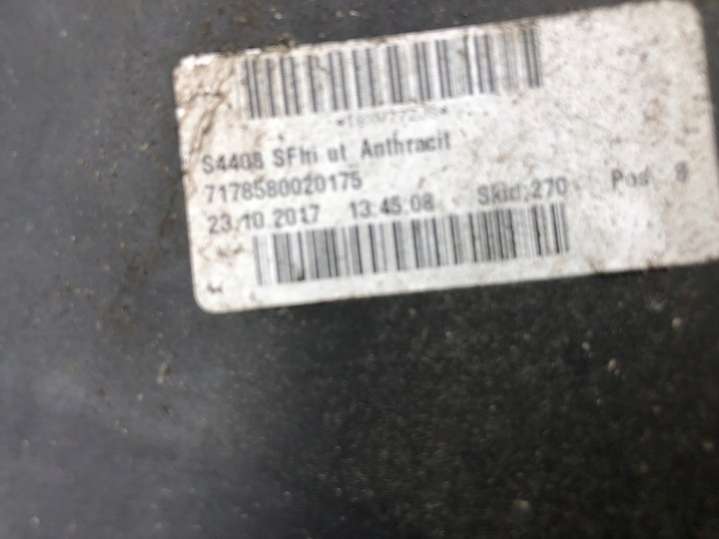 S4408 SFhi ut Anthracit
7178580020175
23.10.2017 13:45:08 Skid:270 Pos: 8